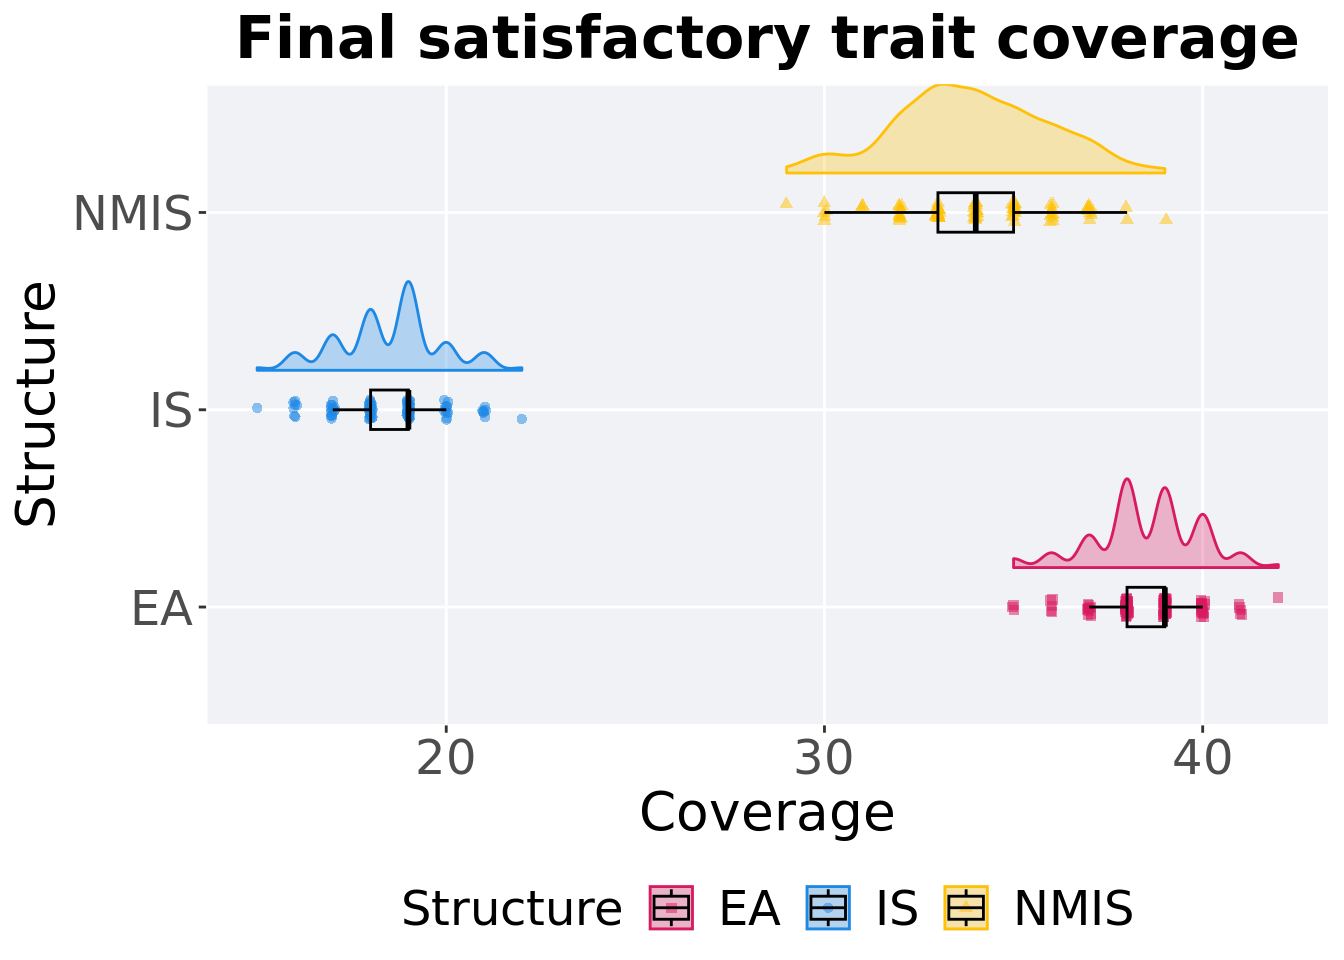 Final satisfactory trait coverage
Structure
NMIS
IS
EA
20 30 40
Coverage
Structure EA IS NMIS